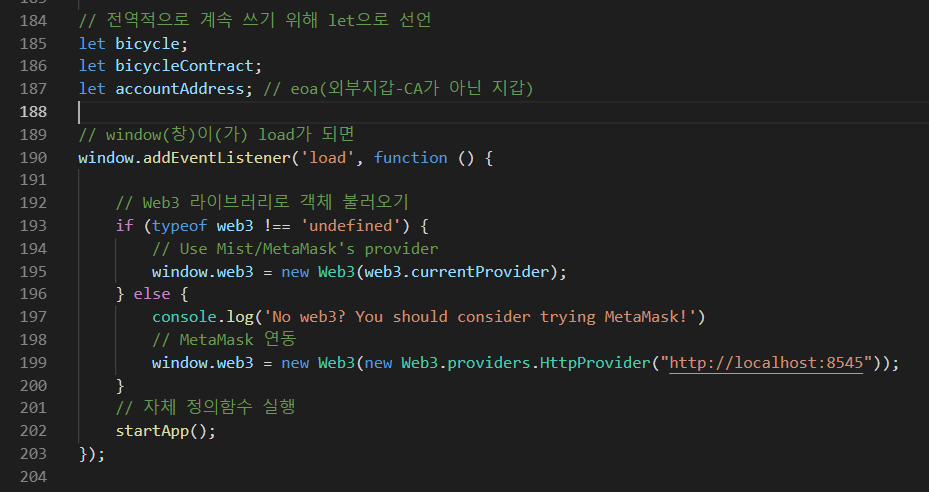 184 // 전역적으로 계속 쓰기 위해 let으로 선언
185 let bicycle;
186 let bicycleContract;
187 let accountAddress; // eoa(외부지갑-CA가 아닌 지갑)
188
189 // window(창)이(가) load가 되면
190 window.addEventListener('load', function () {
191
192 // Web3 라이브러리로 객체 불러오기
193 if (typeof web3 !== 'undefined') {
194 // Use Mist/MetaMask's provider
195 window.web3 = new Web3(web3.currentProvider);
196 } else {
197 console.log('No web3? You should consider trying MetaMask!')
198 // MetaMask 연동
199 window.web3 = new Web3(new Web3.providers.HttpProvider("http://localhost:8545"));
200 }
201 // 자체 정의함수 실행
202 startApp();
203 });
204